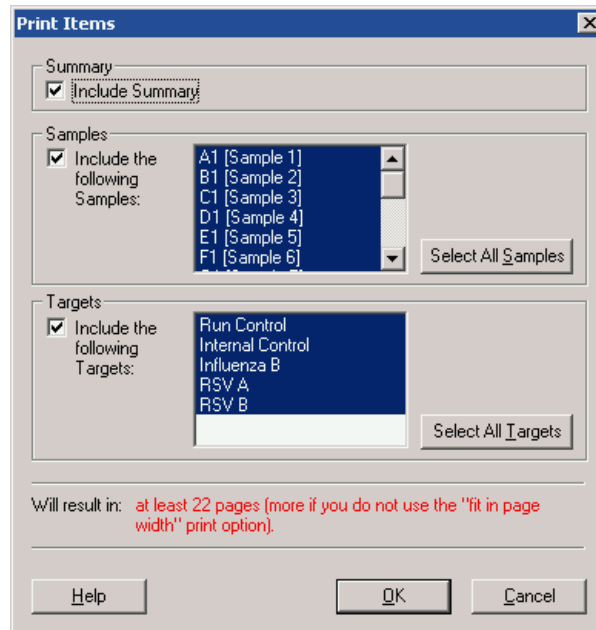 Print Items
Summary
Include Summary
Samples
Include the
following
Samples:
A1 [Sample 1]
B1 [Sample 2]
C1 [Sample 3]
D1 [Sample 4]
E1 [Sample 5]
F1 [Sample 6]
Select All Samples
Targets
Include the
following
Targets:
Run Control
Internal Control
Influenza B
RSV A
RSV B
Select All Targets
Will result in: at least 22 pages (more if you do not use the "fit in page
width" print option).
Help
OK
Cancel